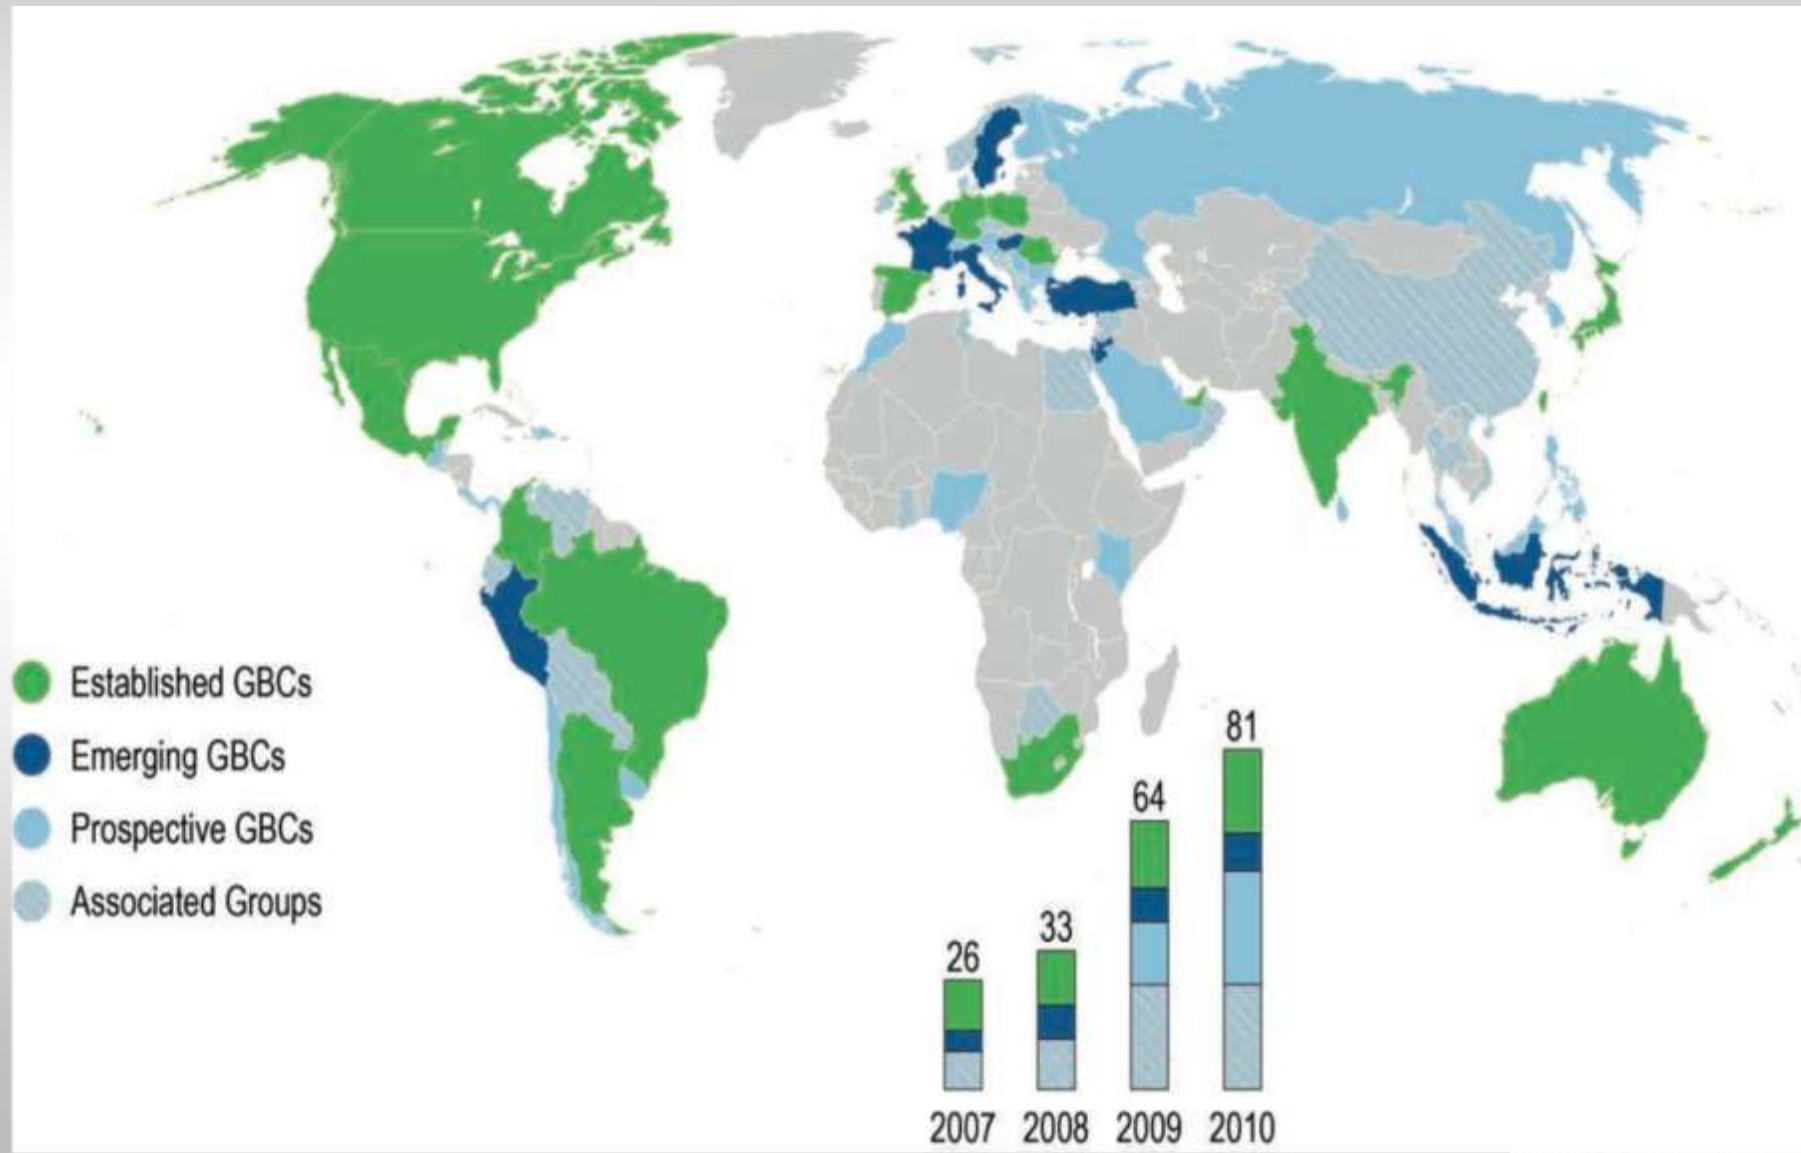 Established GBCs
Emerging GBCs
Prospective GBCs
Associated Groups
26
33
64
81
2007 2008 2009 2010